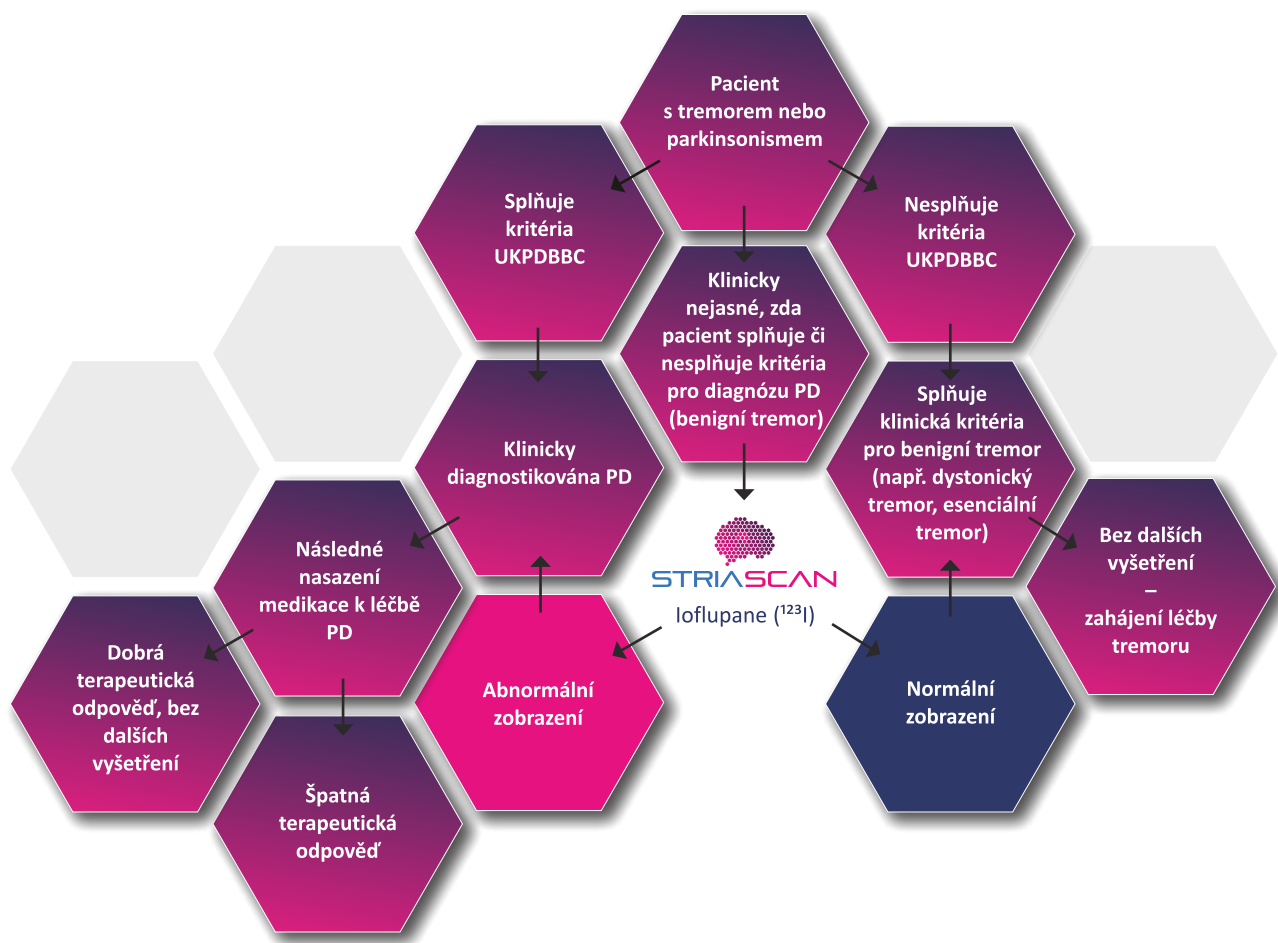 Pacient
s tremorem nebo
parkinsonismem
Splňuje
kritéria
UKPDBBC
Nesplňuje
kritéria
UKPDBBC
Klinicky
nejasné, zda
pacient splňuje či
nesplňuje kritéria
pro diagnózu PD
(benigní tremor)
Klinicky
diagnostikována PD
Splňuje
klinická kritéria
pro benigní tremor
(např. dystonický
tremor, esenciální
tremor)
Následné
nasazení
medikace k léčbě
PD
STRIASCAN
Ioflupane (¹²³I)
Bez dalších
vyšetření
–
zahájení léčby
tremoru
Dobrá
terapeutická
odpověď, bez
dalších
vyšetření
Abnormální
zobrazení
Normální
zobrazení
Špatná
terapeutická
odpověď